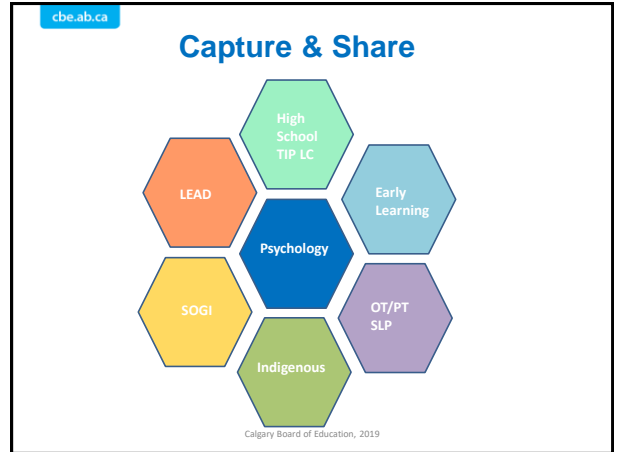 cbe.ab.ca
Capture & Share
High
School
TIP LC
LEAD
Early
Learning
Psychology
SOGI
OT/PT
SLP
Indigenous
Calgary Board of Education, 2019